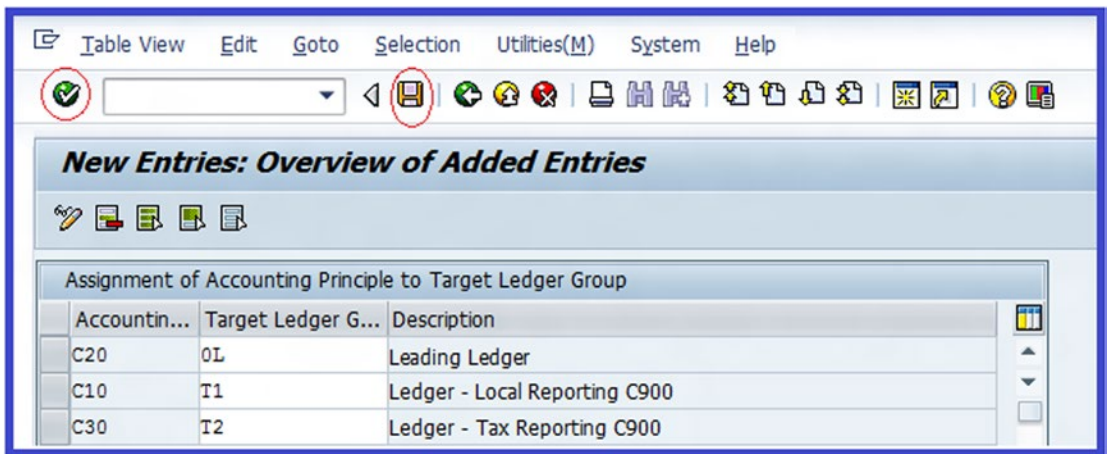 Table View Edit Goto Selection Utilities(M) System Help
New Entries: Overview of Added Entries
Assignment of Accounting Principle to Target Ledger Group
Accountin... Target Ledger G... Description
C20 0L Leading Ledger
C10 T1 Ledger - Local Reporting C900
C30 T2 Ledger - Tax Reporting C900